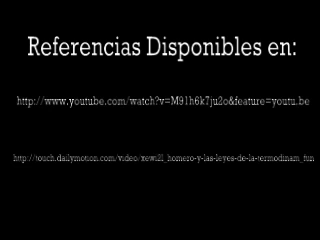 Referencias Disponibles en:
http://www.youtube.com/watch?v=M91h6k7ju2o&feature=youtu.be
http://touch.dailymotion.com/video/xewi2l_homero-y-las-leyes-de-la-termodinam_fun